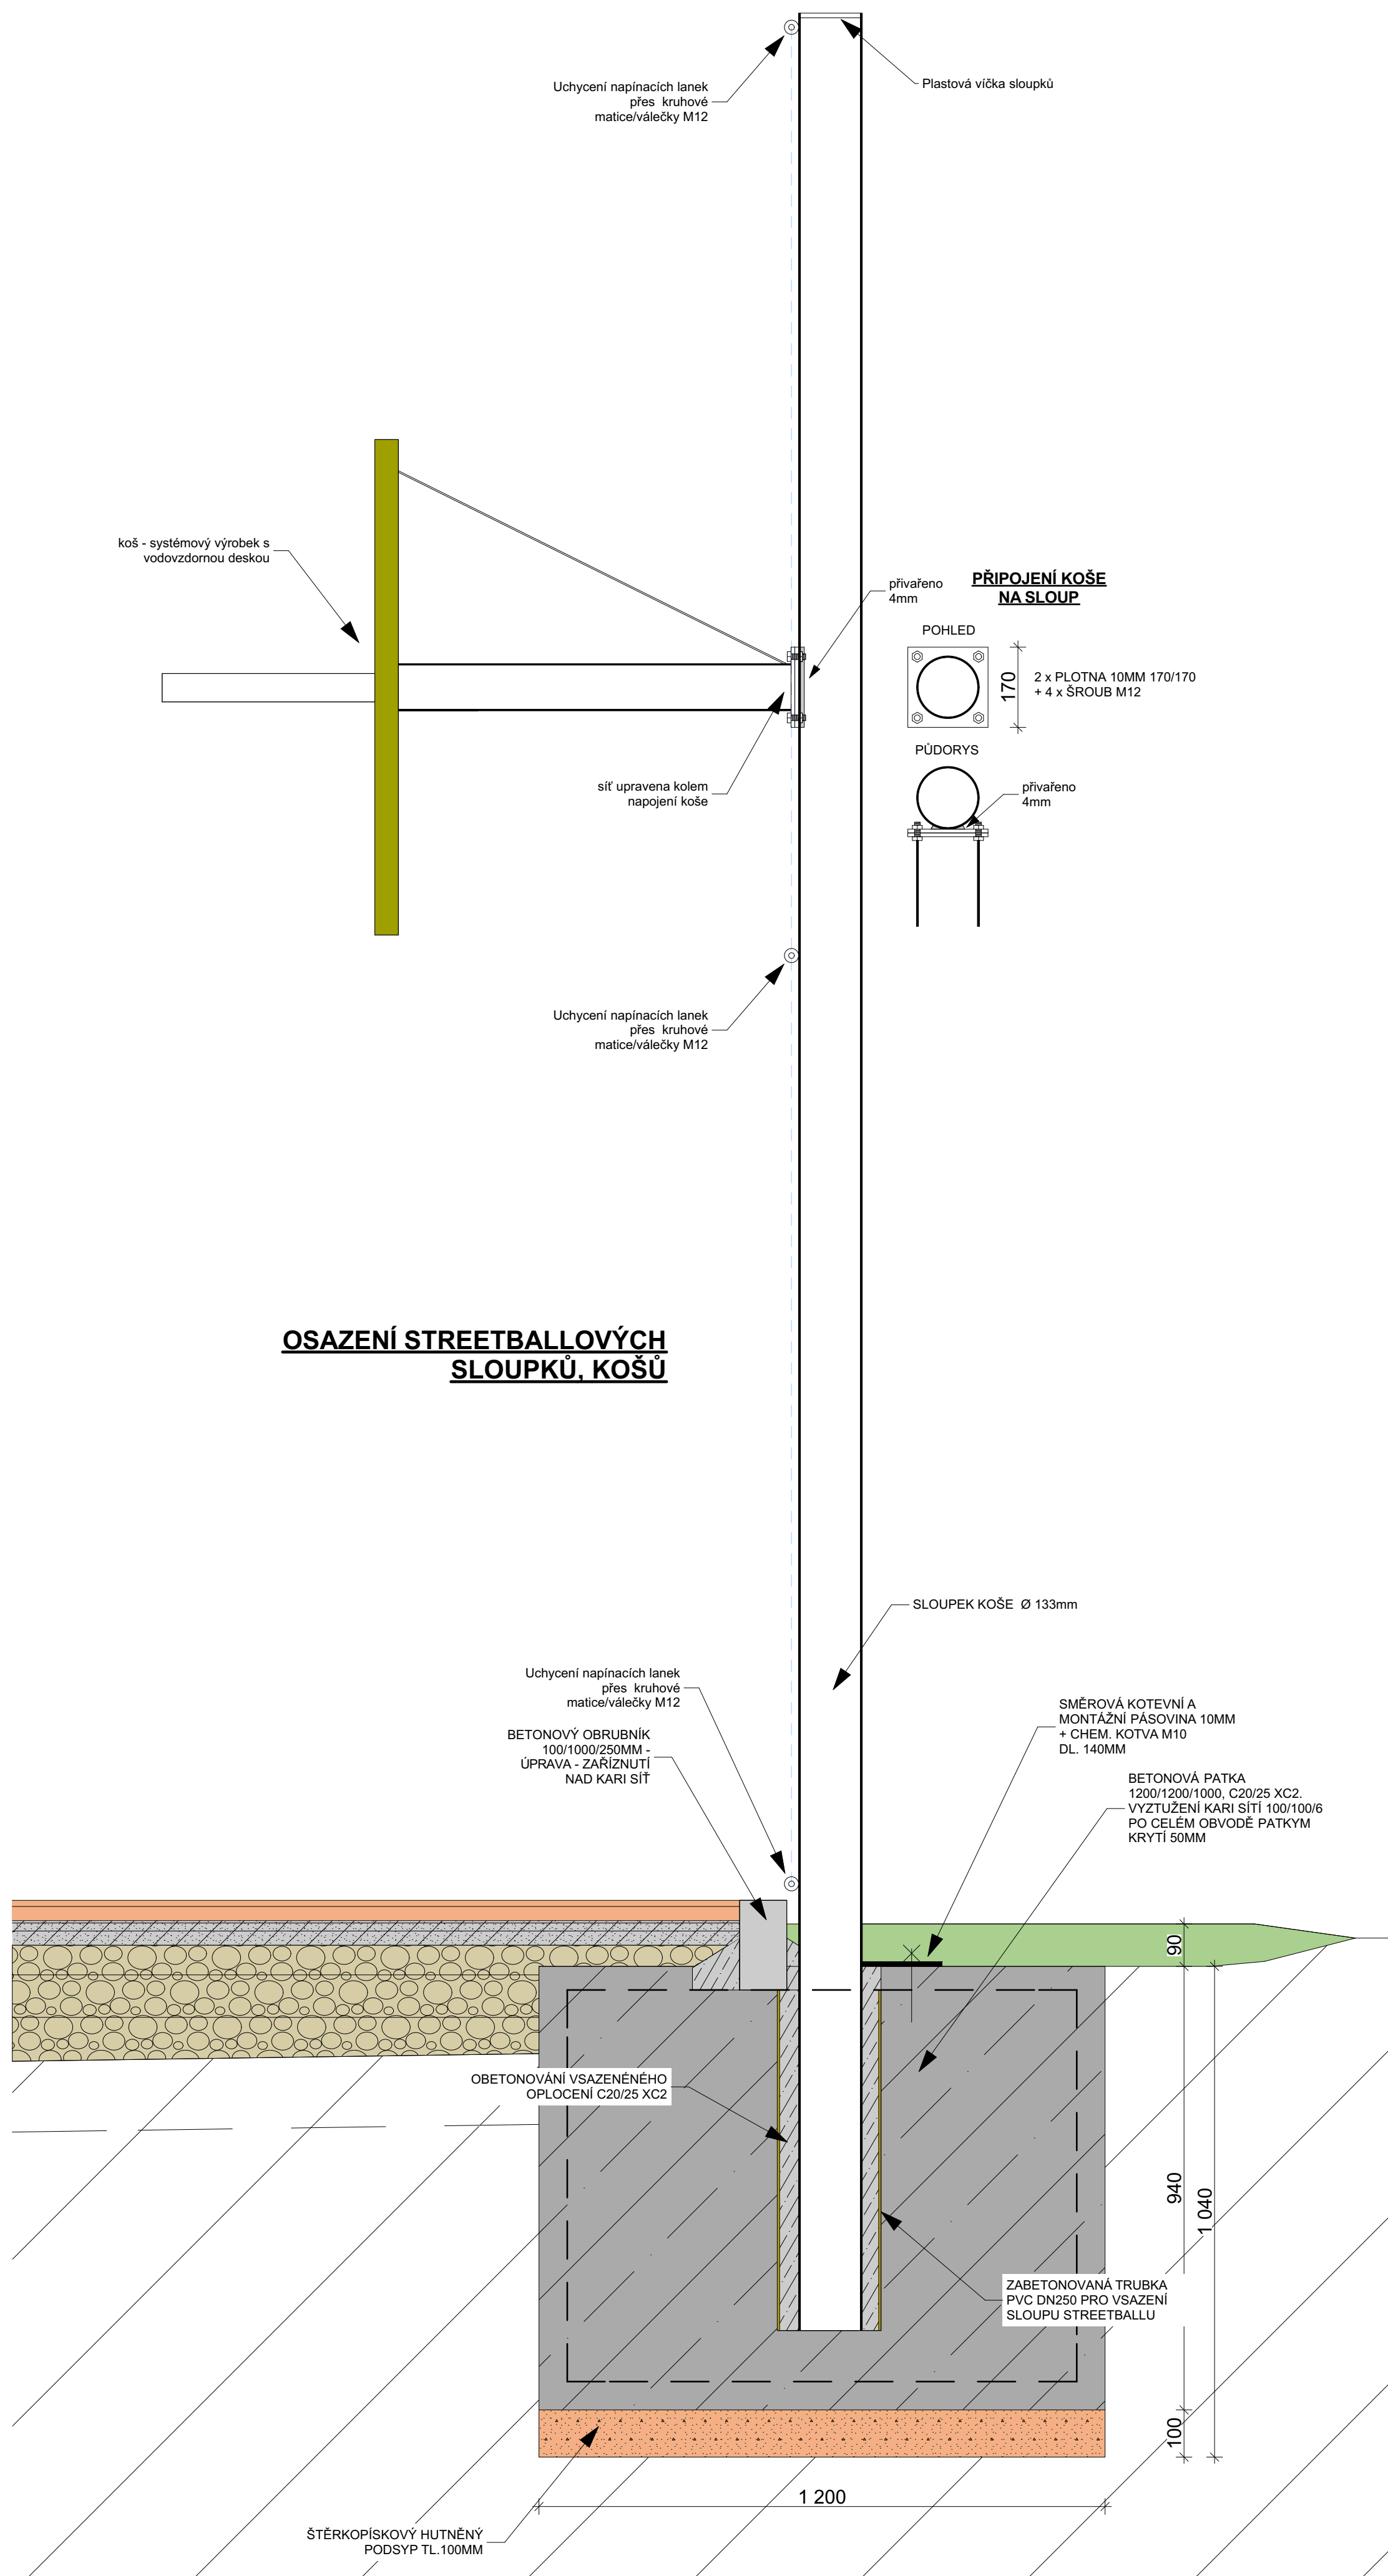 Uchycení napínacích lanek
přes kruhové
matice/válečky M12
Plastová víčka sloupků
koš - systémový výrobek s
vodovzdornou deskou
přivařeno
4mm
PŘIPOJENÍ KOŠE
NA SLOUP
POHLED
170
2 x PLOTNA 10MM 170/170
+ 4 x ŠROUB M12
PŮDORYS
přivařeno
4mm
síť upravena kolem
napojení koše
Uchycení napínacích lanek
přes kruhové
matice/válečky M12
OSAZENÍ STREETBALLOVÝCH
SLOUPKŮ, KOŠŮ
SLOUPEK KOŠE Ø 133mm
Uchycení napínacích lanek
přes kruhové
matice/válečky M12
BETONOVÝ OBRUBNÍK
100/1000/250MM -
ÚPRAVA - ZAŘÍZNUTÍ
NAD KARI SÍŤ
SMĚROVÁ KOTEVNÍ A
MONTÁŽNÍ PÁSOVINA 10MM
+ CHEM. KOTVA M10
DL. 140MM
BETONOVÁ PATKA
1200/1200/1000, C20/25 XC2.
VYZTUŽENÍ KARI SÍTÍ 100/100/6
PO CELÉM OBVODĚ PATKYM
KRYTÍ 50MM
90
OBETONOVÁNÍ VSAZENÉNÉHO
OPLOCENÍ C20/25 XC2
940
1 040
ZABETONOVANÁ TRUBKA
PVC DN250 PRO VSAZENÍ
SLOUPU STREETBALLU
100
1 200
ŠTĚRKOPÍSKOVÝ HUTNĚNÝ
PODSYP TL.100MM